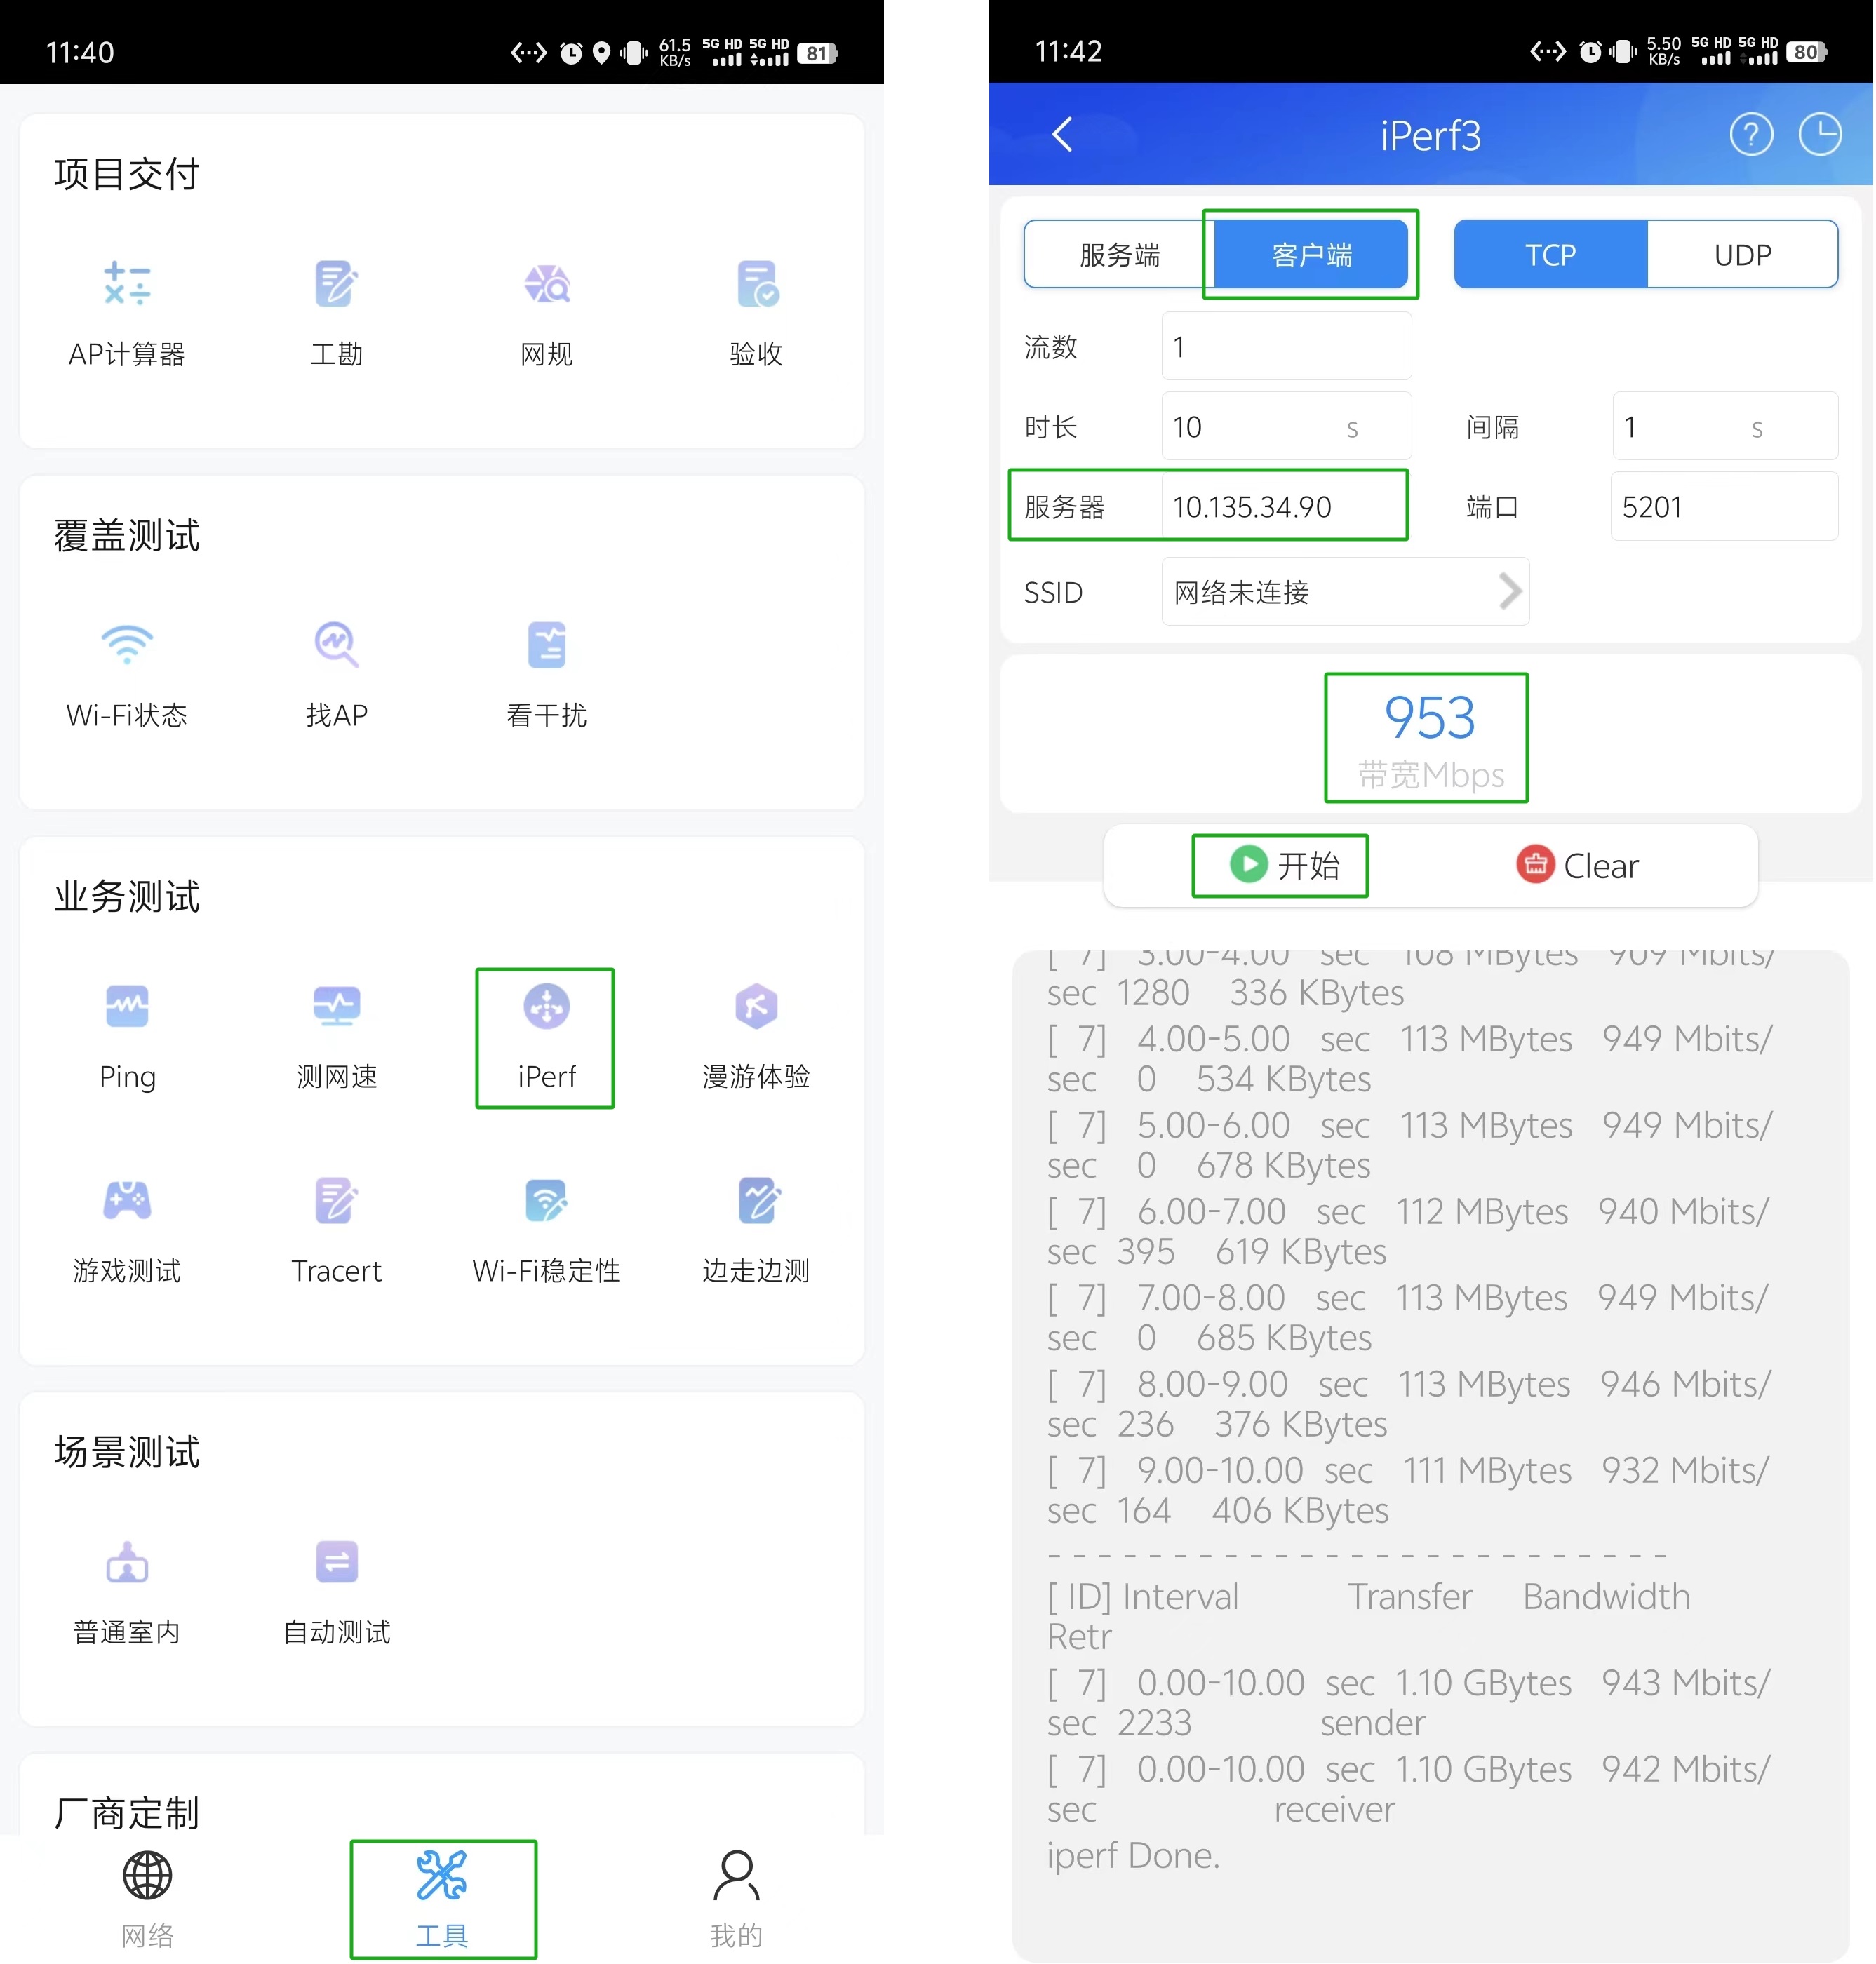 11:40
61.5 KB/s 5G HD 5G HD 81
项目交付
AP计算器 工勘 网规 验收
覆盖测试
Wi-Fi状态 找AP 看干扰
业务测试
Ping 测网速 iPerf 漫游体验
游戏测试 Tracert Wi-Fi稳定性 边走边测
场景测试
普通室内 自动测试
厂商定制
网络 工具 我的
11:42
5.50 KB/s 5G HD 5G HD 80
iPerf3
服务端 客户端 TCP UDP
流数 1
时长 10 s 间隔 1 s
服务器 10.135.34.90 端口 5201
SSID 网络未连接
953
带宽Mbps
开始 Clear
[ 7] 3.00-4.00 sec 108 MBytes 909 Mbits/
sec 1280 336 KBytes
[ 7] 4.00-5.00 sec 113 MBytes 949 Mbits/
sec 0 534 KBytes
[ 7] 5.00-6.00 sec 113 MBytes 949 Mbits/
sec 0 678 KBytes
[ 7] 6.00-7.00 sec 112 MBytes 940 Mbits/
sec 395 619 KBytes
[ 7] 7.00-8.00 sec 113 MBytes 949 Mbits/
sec 0 685 KBytes
[ 7] 8.00-9.00 sec 113 MBytes 946 Mbits/
sec 236 376 KBytes
[ 7] 9.00-10.00 sec 111 MBytes 932 Mbits/
sec 164 406 KBytes
- - - - - - - - - - - - - - - - - - - - - - - - -
[ ID] Interval Transfer Bandwidth
Retr
[ 7] 0.00-10.00 sec 1.10 GBytes 943 Mbits/
sec 2233 sender
[ 7] 0.00-10.00 sec 1.10 GBytes 942 Mbits/
sec receiver
iperf Done.